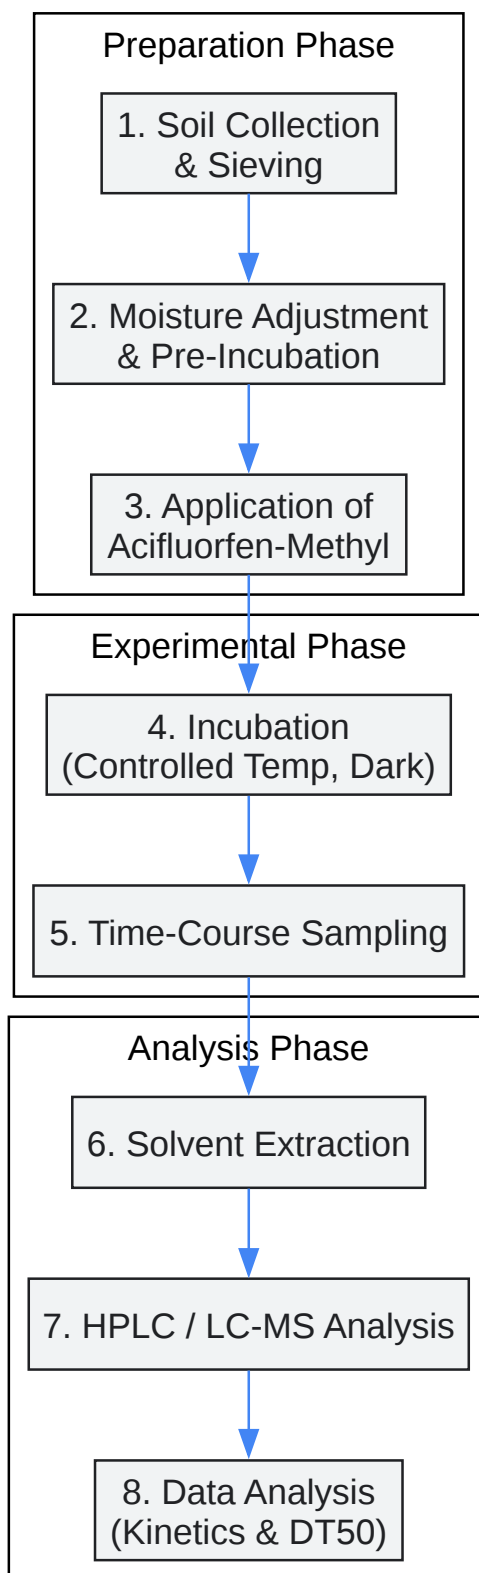 Preparation Phase
1. Soil Collection
& Sieving
2. Moisture Adjustment
& Pre-Incubation
3. Application of
Acifluorfen-Methyl
Experimental Phase
4. Incubation
(Controlled Temp, Dark)
5. Time-Course Sampling
Analysis Phase
6. Solvent Extraction
7. HPLC / LC-MS Analysis
8. Data Analysis
(Kinetics & DT50)